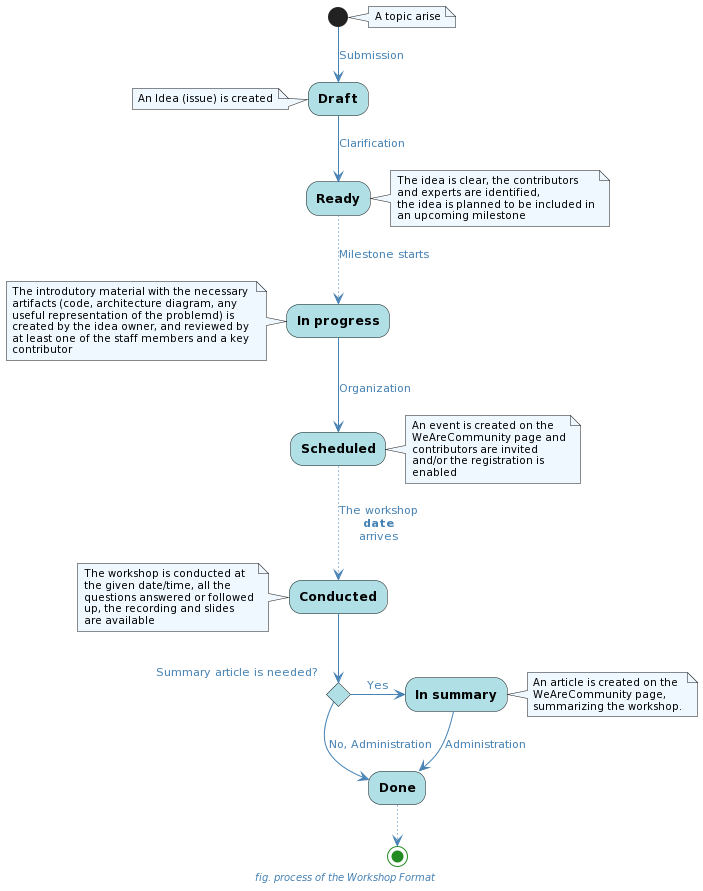 A topic arise
Submission
An Idea (issue) is created
Draft
Clarification
Ready
The idea is clear, the contributors
and experts are identified,
the idea is planned to be included in
an upcoming milestone
Milestone starts
The introdutory material with the necessary
artifacts (code, architecture diagram, any
useful representation of the problemd) is
created by the idea owner, and reviewed by
at least one of the staff members and a key
contributor
In progress
Organization
Scheduled
An event is created on the
WeAreCommunity page and
contributors are invited
and/or the registration is
enabled
The workshop
date
arrives
The workshop is conducted at
the given date/time, all the
questions answered or followed
up, the recording and slides
are available
Conducted
Summary article is needed?
Yes
In summary
An article is created on the
WeAreCommunity page,
summarizing the workshop.
No, Administration
Administration
Done
fig. process of the Workshop Format